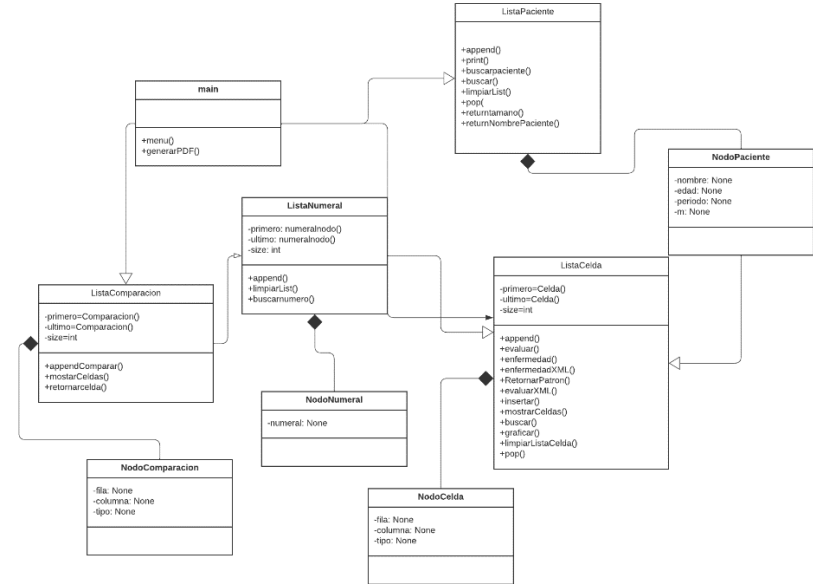 ListaPaciente
+append()
+print()
+buscarpaciente()
+buscar()
+limpiarList()
+pop(
+returntamano()
+returnNombrePaciente()
main
+menu()
+generarPDF()
NodoPaciente
-nombre: None
-edad: None
-periodo: None
-m: None
ListaNumeral
-primero: numeralnodo()
-ultimo: numeralnodo()
-size: int
+append()
+limpiarList()
+buscarnumero()
ListaCelda
-primero=Celda()
-ultimo=Celda()
-size=int
+append()
+evaluar()
+enfermedad()
+enfermedadXML()
+RetornarPatron()
+evaluarXML()
+insertar()
+mostrarCeldas()
+buscar()
+graficar()
+limpiarListaCelda()
+pop()
ListaComparacion
-primero=Comparacion()
-ultimo=Comparacion()
-size=int
+appendComparar()
+mostarCeldas()
+retornarcelda()
NodoNumeral
-numeral: None
NodoComparacion
-fila: None
-columna: None
-tipo: None
NodoCelda
-fila: None
-columna: None
-tipo: None